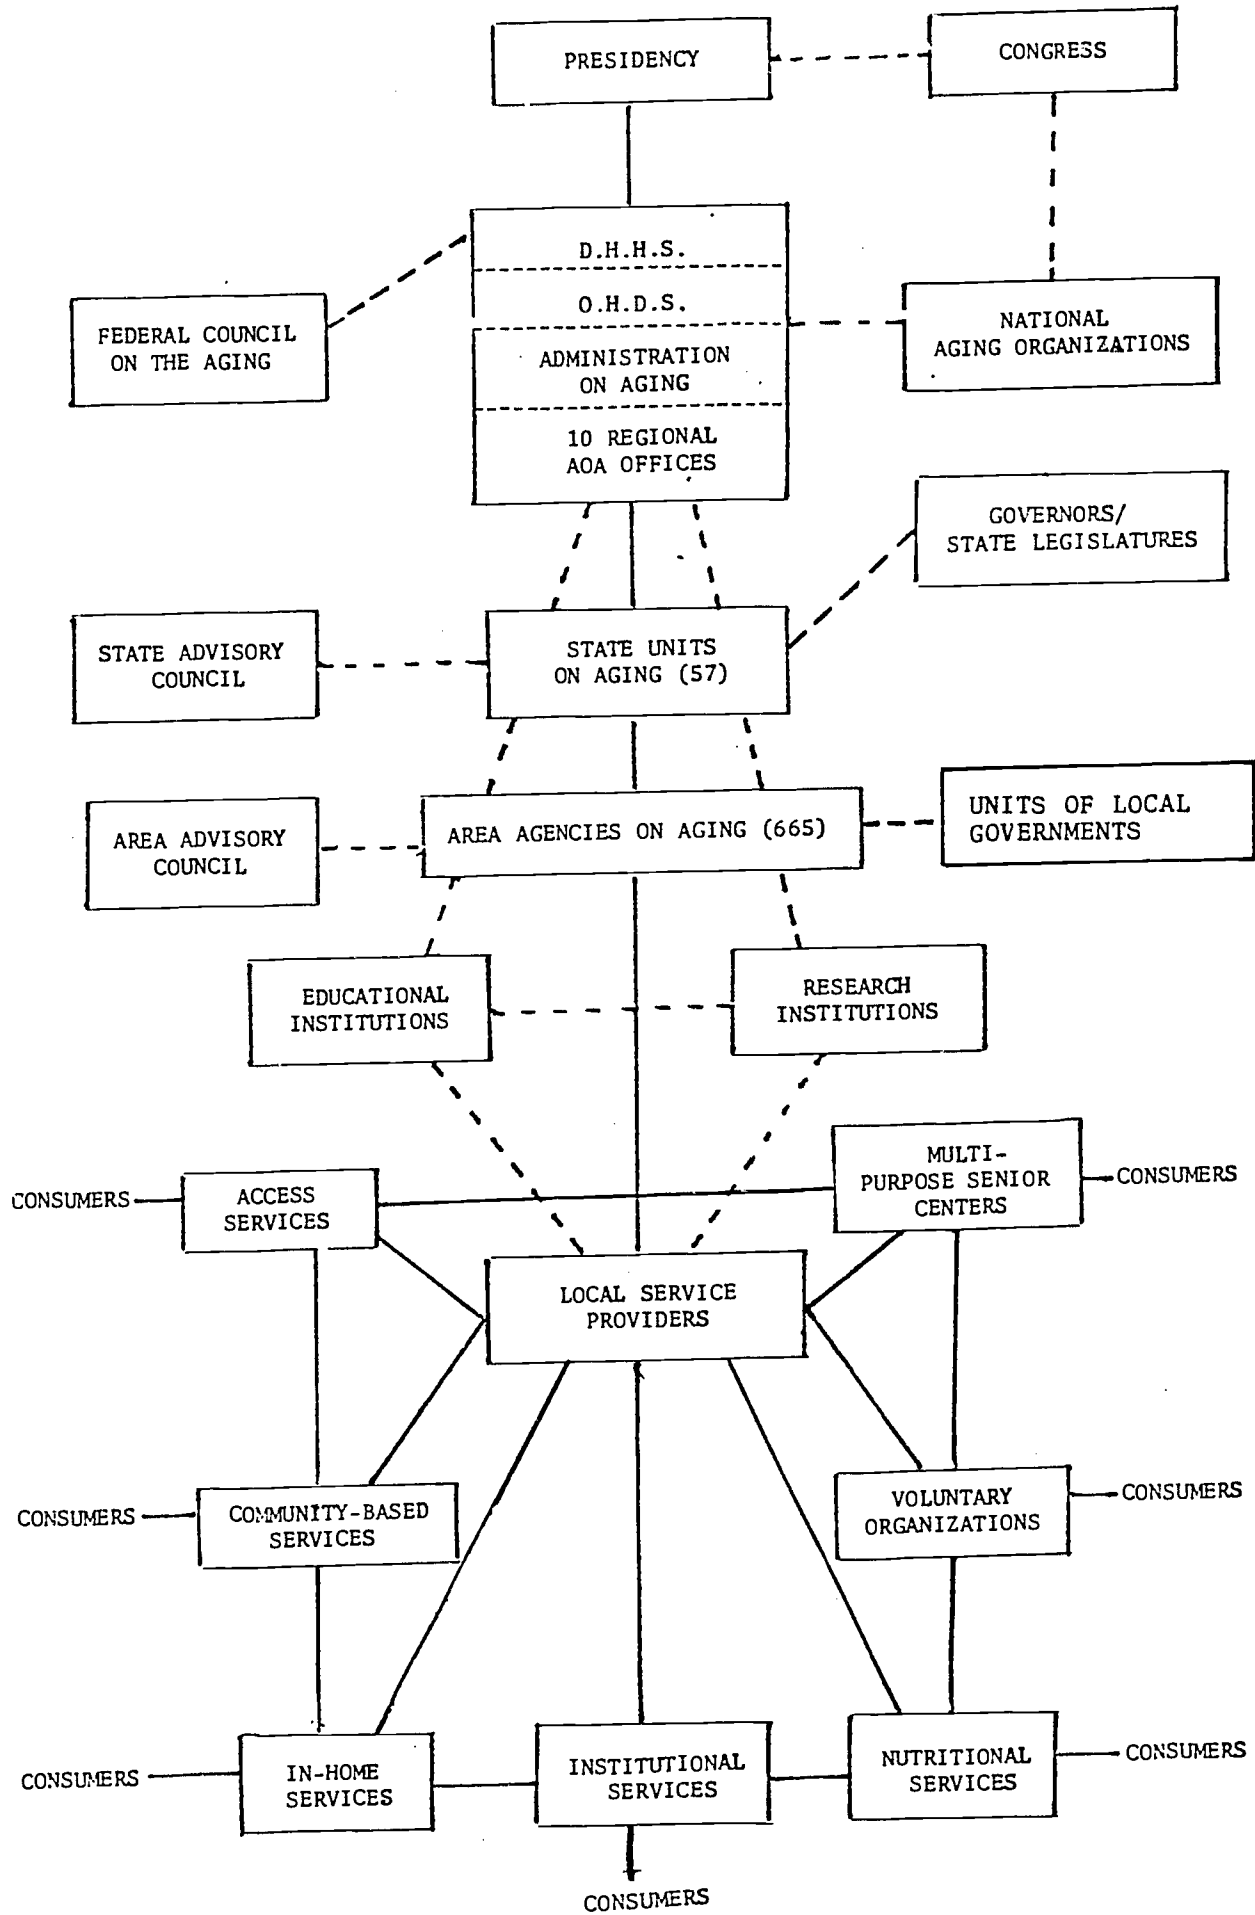 PRESIDENCY
CONGRESS
D.H.H.S.
O.H.D.S.
ADMINISTRATION
ON AGING
10 REGIONAL
AOA OFFICES
FEDERAL COUNCIL
ON THE AGING
NATIONAL
AGING ORGANIZATIONS
GOVERNORS/
STATE LEGISLATURES
STATE ADVISORY
COUNCIL
STATE UNITS
ON AGING (57)
AREA ADVISORY
COUNCIL
AREA AGENCIES ON AGING (665)
UNITS OF LOCAL
GOVERNMENTS
EDUCATIONAL
INSTITUTIONS
RESEARCH
INSTITUTIONS
CONSUMERS
ACCESS
SERVICES
MULTI-
PURPOSE SENIOR
CENTERS
CONSUMERS
LOCAL SERVICE
PROVIDERS
CONSUMERS
COMMUNITY-BASED
SERVICES
VOLUNTARY
ORGANIZATIONS
CONSUMERS
CONSUMERS
IN-HOME
SERVICES
INSTITUTIONAL
SERVICES
NUTRITIONAL
SERVICES
CONSUMERS
CONSUMERS